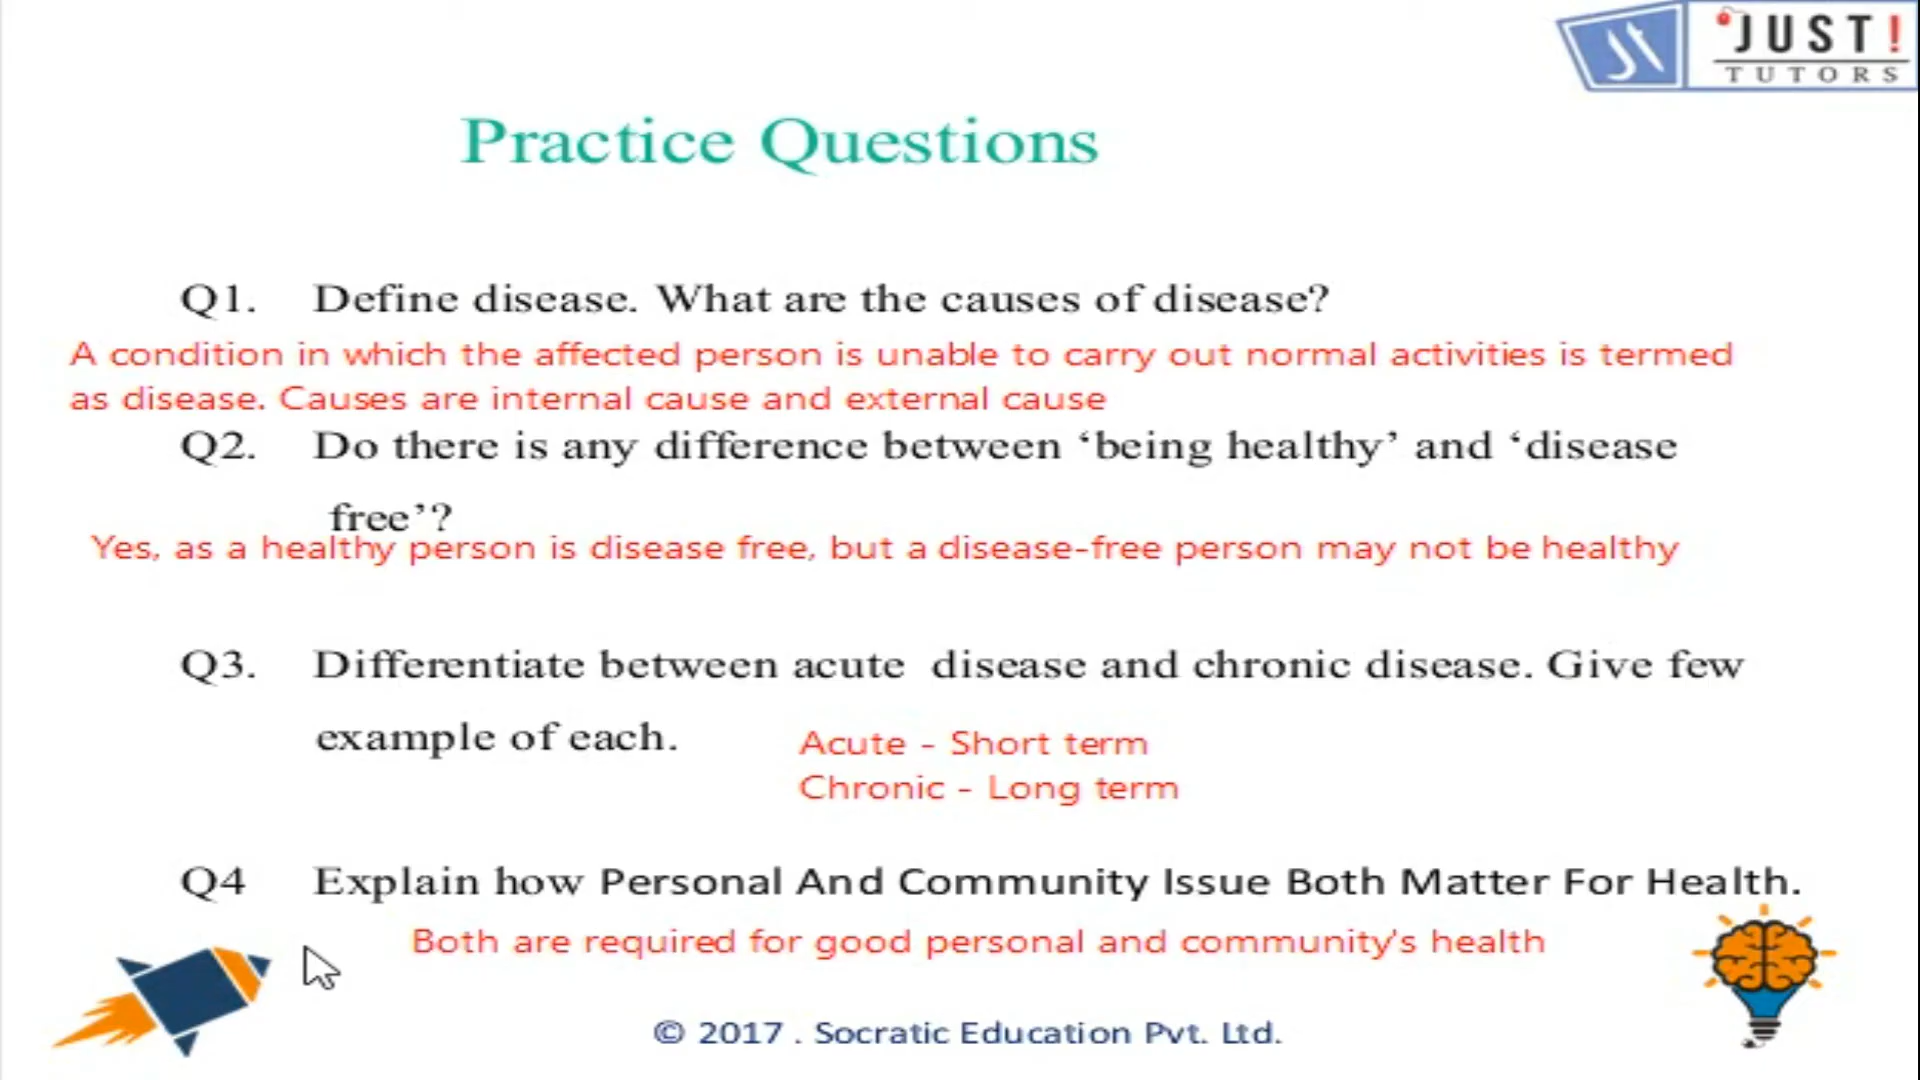 JUST!
TUTORS
Practice Questions
Q1. Define disease. What are the causes of disease?
A condition in which the affected person is unable to carry out normal activities is termed
as disease. Causes are internal cause and external cause
Q2. Do there is any difference between ‘being healthy’ and ‘disease
free’?
Yes, as a healthy person is disease free, but a disease-free person may not be healthy
Q3. Differentiate between acute disease and chronic disease. Give few
example of each.
Acute - Short term
Chronic - Long term
Q4 Explain how Personal And Community Issue Both Matter For Health.
Both are required for good personal and community's health
© 2017 . Socratic Education Pvt. Ltd.